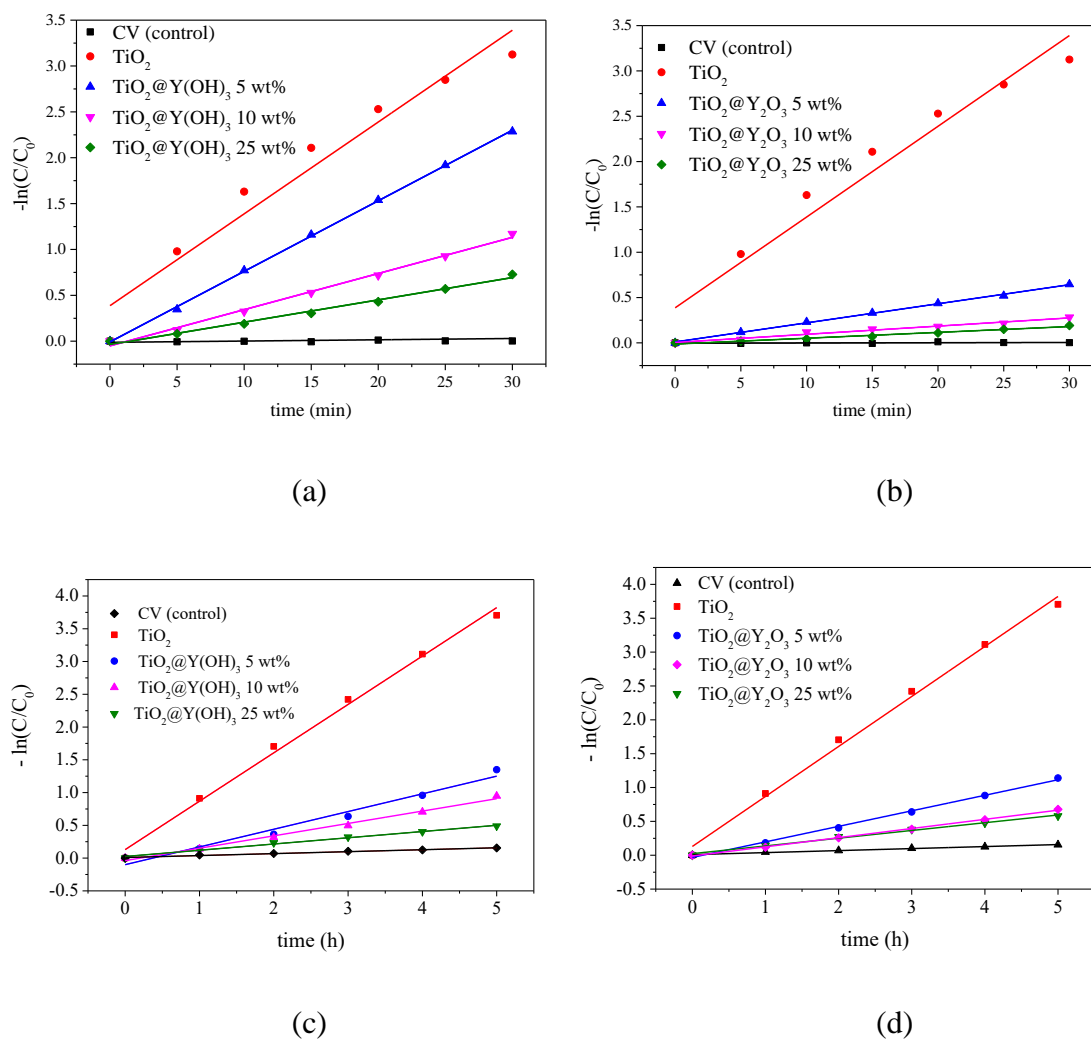 3.5
3.0
2.5
2.0
1.5
1.0
0.5
0.0
-ln(C/C₀)
CV (control)
TiO₂
TiO₂@Y(OH)₃ 5 wt%
TiO₂@Y(OH)₃ 10 wt%
TiO₂@Y(OH)₃ 25 wt%
0 5 10 15 20 25 30
time (min)
(a)
3.5
3.0
2.5
2.0
1.5
1.0
0.5
0.0
-ln(C/C₀)
CV (control)
TiO₂
TiO₂@Y₂O₃ 5 wt%
TiO₂@Y₂O₃ 10 wt%
TiO₂@Y₂O₃ 25 wt%
0 5 10 15 20 25 30
time (min)
(b)
4.0
3.5
3.0
2.5
2.0
1.5
1.0
0.5
0.0
-0.5
- ln(C/C₀)
CV (control)
TiO₂
TiO₂@Y(OH)₃ 5 wt%
TiO₂@Y(OH)₃ 10 wt%
TiO₂@Y(OH)₃ 25 wt%
0 1 2 3 4 5
time (h)
(c)
4.0
3.5
3.0
2.5
2.0
1.5
1.0
0.5
0.0
-0.5
- ln(C/C₀)
CV (control)
TiO₂
TiO₂@Y₂O₃ 5 wt%
TiO₂@Y₂O₃ 10 wt%
TiO₂@Y₂O₃ 25 wt%
0 1 2 3 4 5
time (h)
(d)